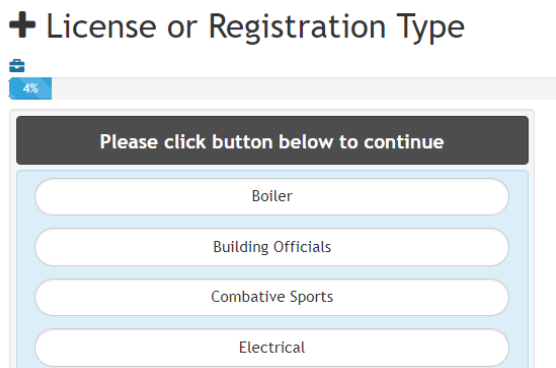 + License or Registration Type
4%
Please click button below to continue
Boiler
Building Officials
Combative Sports
Electrical